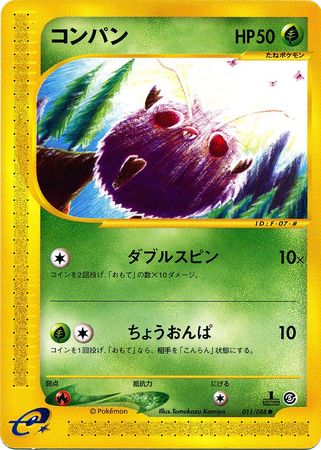 コンパン
HP50
たねポケモン
ID:F-07-#
ダブルスピン 10×
コインを2回投げ、「おもて」の数×10ダメージ。
ちょうおんぱ 10
コインを1回投げ、「おもて」なら、相手を「こんらん」状態にする。
弱点 抵抗力 にげる
© Pokémon Illus.Tomokazu Komiya 1 EDITION
011/088 ●
e